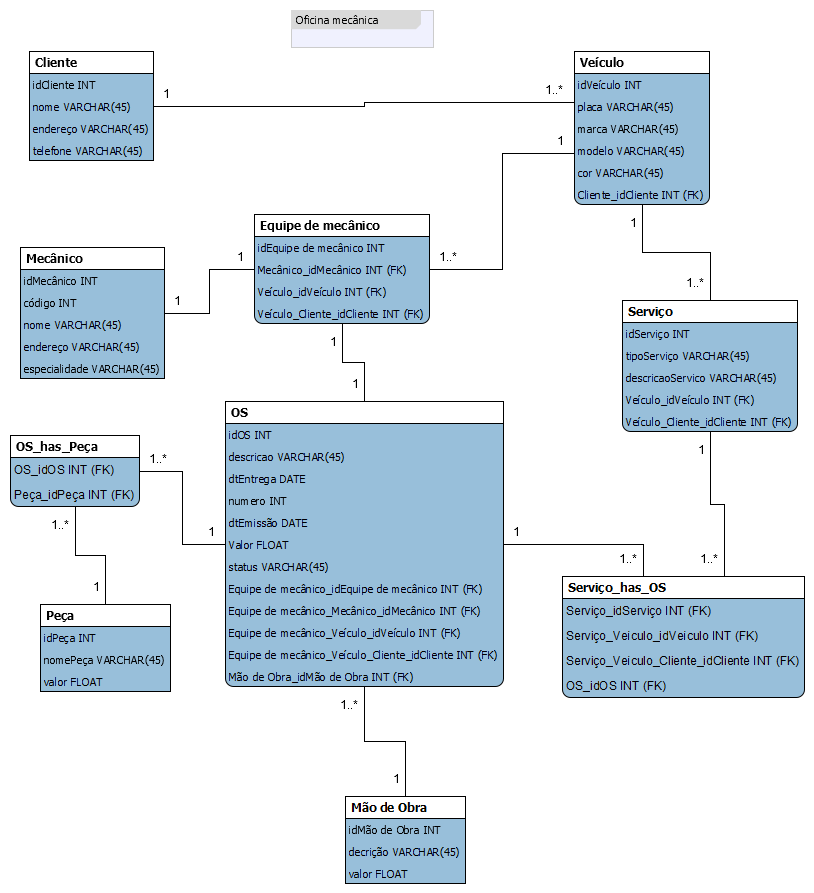 Oficina mecânica
Cliente
idCliente INT
nome VARCHAR(45)
endereço VARCHAR(45)
telefone VARCHAR(45)
1
1..*
Veículo
idVeículo INT
placa VARCHAR(45)
marca VARCHAR(45)
modelo VARCHAR(45)
cor VARCHAR(45)
Cliente_idCliente INT (FK)
1
1
Equipe de mecânico
idEquipe de mecânico INT
Mecânico_idMecânico INT (FK)
Veículo_idVeículo INT (FK)
Veículo_Cliente_idCliente INT (FK)
1
1..*
Mecânico
idMecânico INT
código INT
nome VARCHAR(45)
endereço VARCHAR(45)
especialidade VARCHAR(45)
1
1..*
Serviço
idServiço INT
tipoServiço VARCHAR(45)
descricaoServico VARCHAR(45)
Veículo_idVeículo INT (FK)
Veículo_Cliente_idCliente INT (FK)
1
1
1
OS
idOS INT
descricao VARCHAR(45)
dtEntrega DATE
numero INT
dtEmissão DATE
Valor FLOAT
status VARCHAR(45)
Equipe de mecânico_idEquipe de mecânico INT (FK)
Equipe de mecânico_Mecânico_idMecânico INT (FK)
Equipe de mecânico_Veículo_idVeículo INT (FK)
Equipe de mecânico_Veículo_Cliente_idCliente INT (FK)
Mão de Obra_idMão de Obra INT (FK)
OS_has_Peça
OS_idOS INT (FK)
Peça_idPeça INT (FK)
1..*
1
1..*
1
Peça
idPeça INT
nomePeça VARCHAR(45)
valor FLOAT
1
1..*
1..*
Serviço_has_OS
Serviço_idServiço INT (FK)
Serviço_Veículo_idVeículo INT (FK)
Serviço_Veículo_Cliente_idCliente INT (FK)
OS_idOS INT (FK)
1..*
1
Mão de Obra
idMão de Obra INT
decrição VARCHAR(45)
valor FLOAT